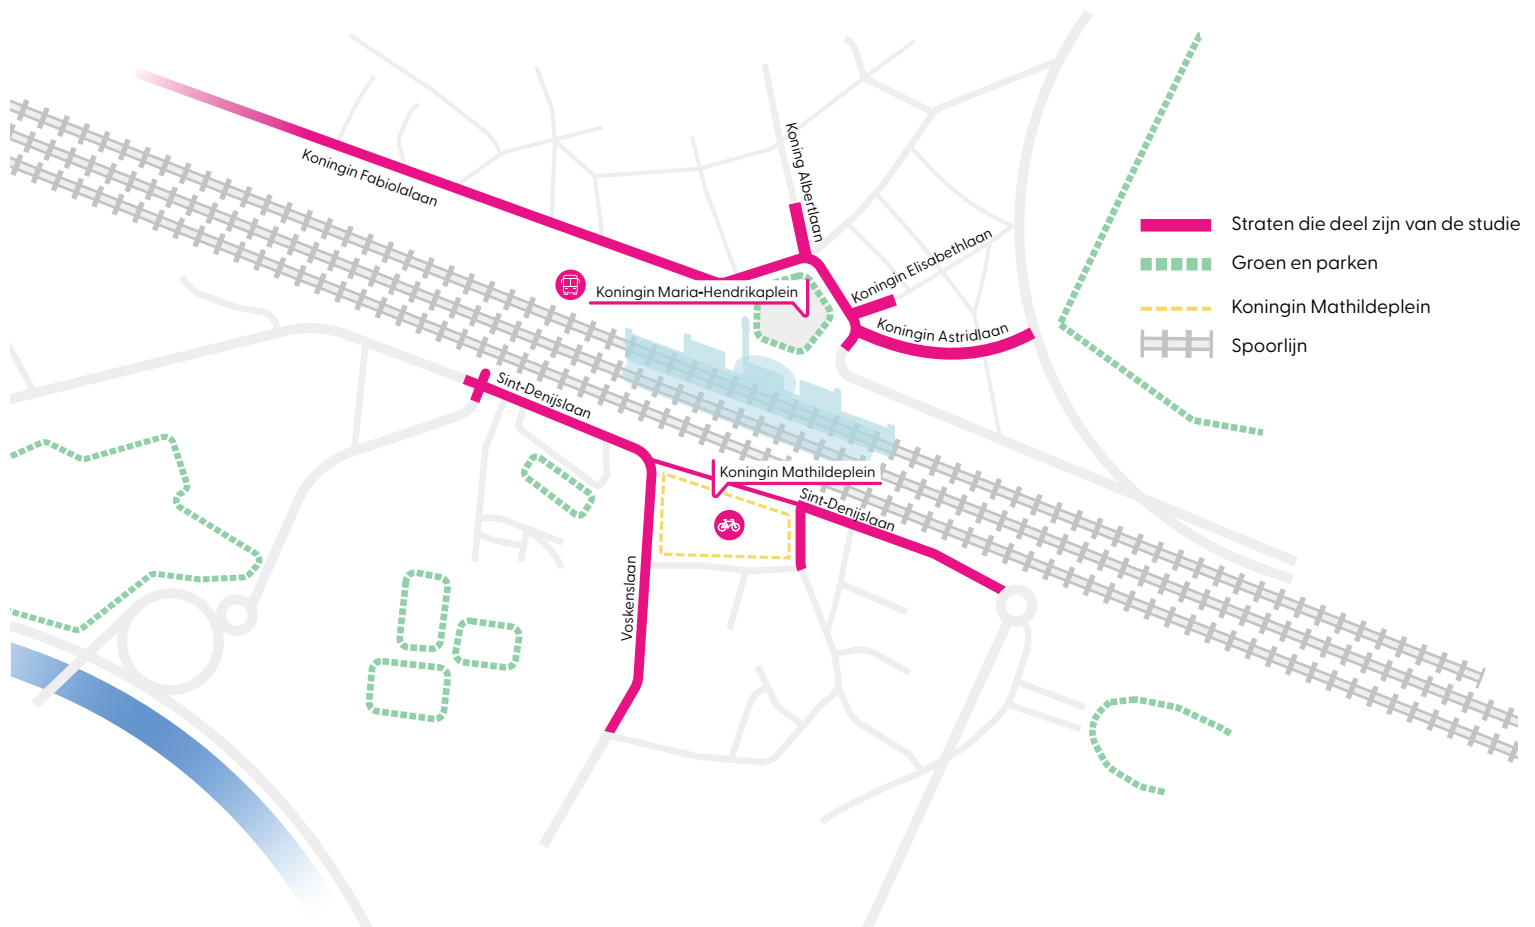 Koningin Fabiolalaan
Koning Albertlaan
Koningin Elisabethlaan
Koningin Maria-Hendrikaplein
Koningin Astridlaan
Sint-Denijslaan
Koningin Mathildeplein
Sint-Denijslaan
Voskenslaan
Straten die deel zijn van de studie
Groen en parken
Koningin Mathildeplein
Spoorlijn